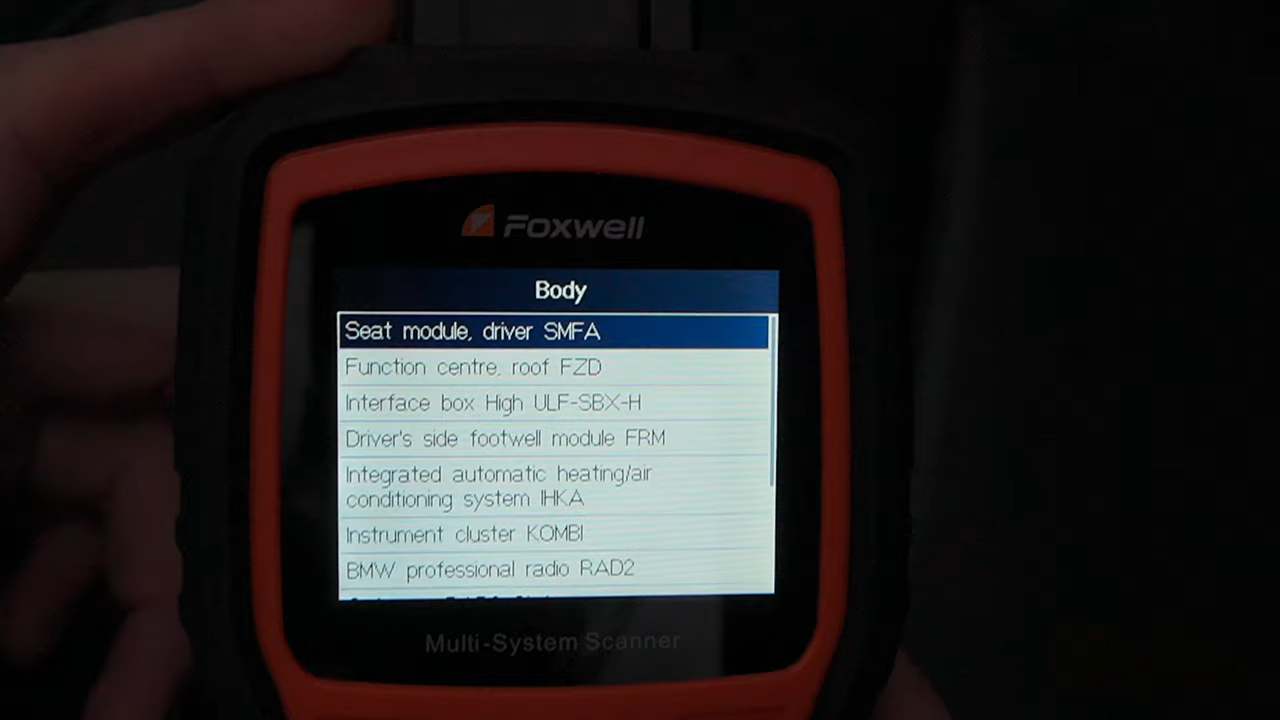 Foxwell
Body
Seat module, driver SMFA
Function centre, roof FZD
Interface box High ULF-SBX-H
Driver's side footwell module FRM
Integrated automatic heating/air
conditioning system IHKA
Instrument cluster KOMBI
BMW professional radio RAD2
Multi-System Scanner